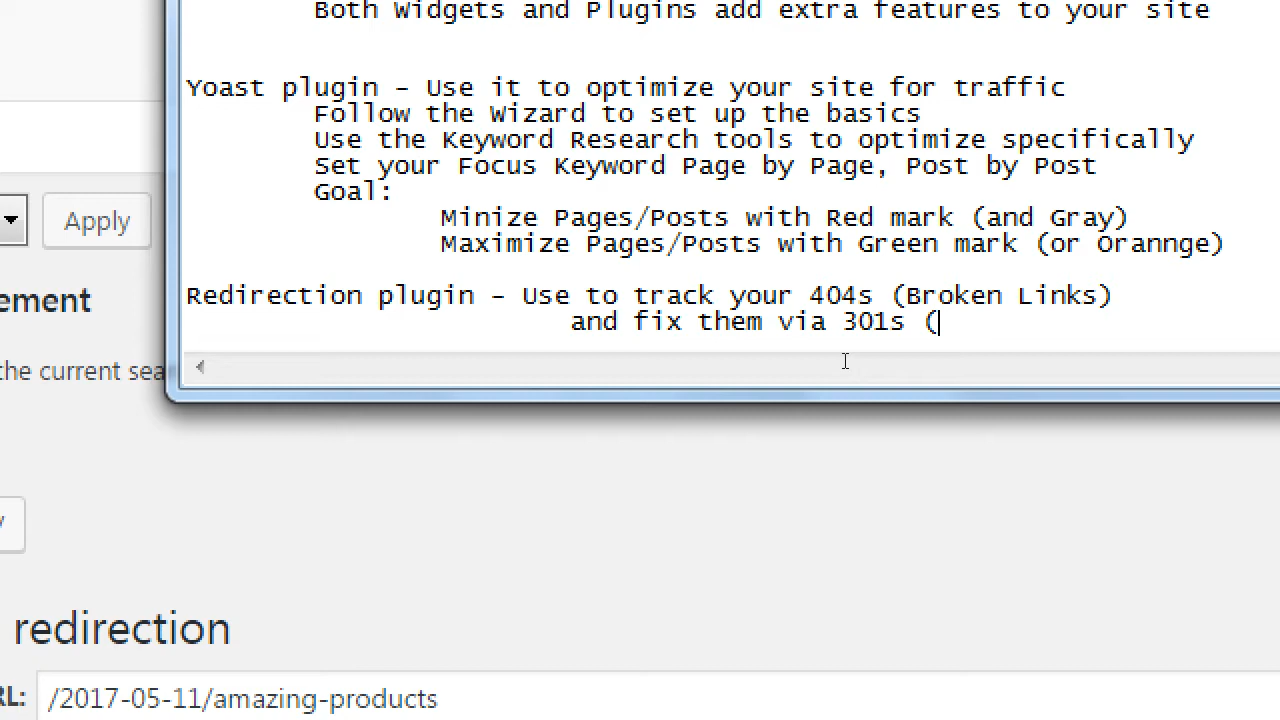 Both Widgets and Plugins add extra features to your site
Yoast plugin - Use it to optimize your site for traffic
Follow the Wizard to set up the basics
Use the Keyword Research tools to optimize specifically
Set your Focus Keyword Page by Page, Post by Post
Goal:
Minize Pages/Posts with Red mark (and Gray)
Maximize Pages/Posts with Green mark (or Orannge)
Apply
Redirection plugin - Use to track your 404s (Broken Links)
ement
and fix them via 301s (
the current sea
redirection
RL: /2017-05-11/amazing-products